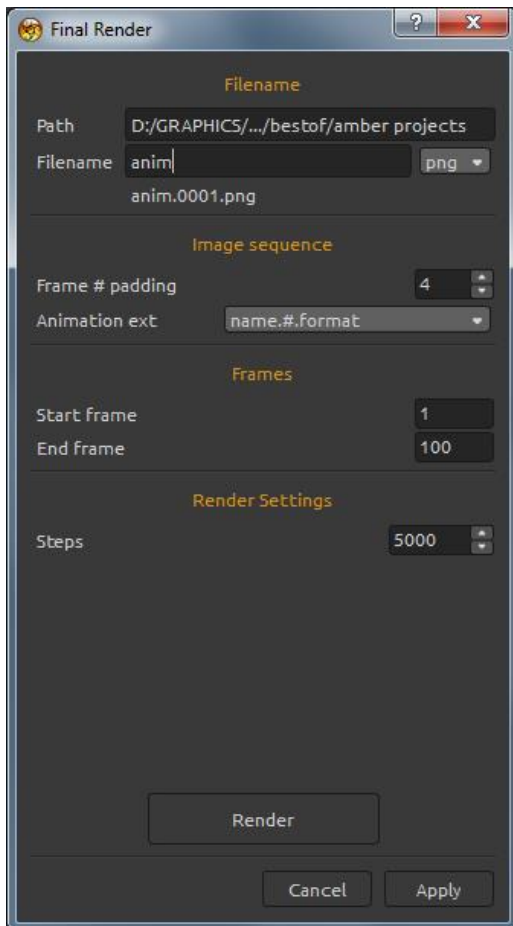 Final Render
Filename
Path D:/GRAPHICS/.../bestof/amber projects
Filename anim png
anim.0001.png
Image sequence
Frame # padding 4
Animation ext name.#.format
Frames
Start frame 1
End frame 100
Render Settings
Steps 5000
Render
Cancel Apply